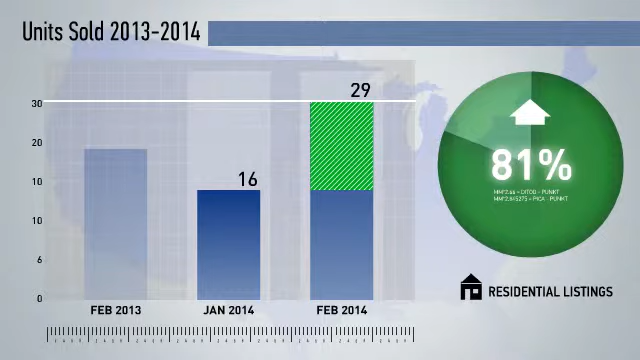 Units Sold 2013-2014
29
30
20
16
10
10
6
0
FEB 2013
JAN 2014
FEB 2014
81%
RESIDENTIAL LISTINGS